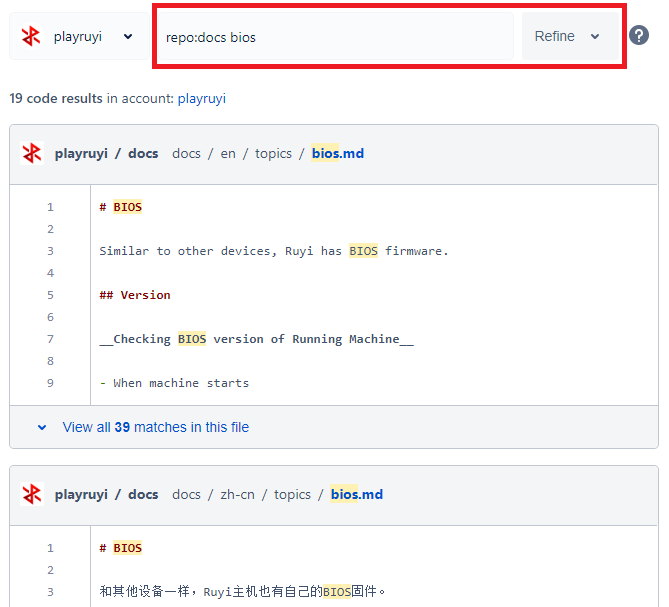 playruyi
repo:docs bios
Refine
?
19 code results in account: playruyi
playruyi / docs docs / en / topics / bios.md
1 # BIOS
2
3 Similar to other devices, Ruyi has BIOS firmware.
4
5 ## Version
6
7 __Checking BIOS version of Running Machine__
8
9 - When machine starts
View all 39 matches in this file
playruyi / docs docs / zh-cn / topics / bios.md
1 # BIOS
2
3 和其他设备一样，Ruyi主机也有自己的BIOS固件。